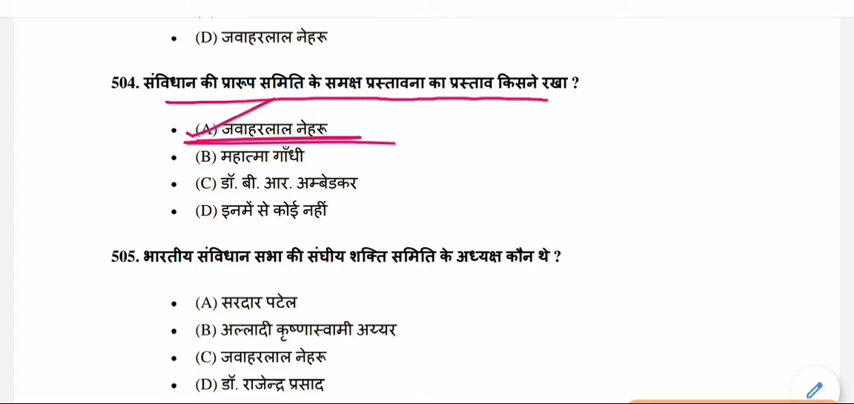 (D) जवाहरलाल नेहरू
504. संविधान की प्रारूप समिति के समक्ष प्रस्तावना का प्रस्ताव किसने रखा ?
(A) जवाहरलाल नेहरू
(B) महात्मा गाँधी
(C) डॉ. बी. आर. अम्बेडकर
(D) इनमें से कोई नहीं
505. भारतीय संविधान सभा की संघीय शक्ति समिति के अध्यक्ष कौन थे ?
(A) सरदार पटेल
(B) अल्लादी कृष्णास्वामी अय्यर
(C) जवाहरलाल नेहरू
(D) डॉ. राजेन्द्र प्रसाद